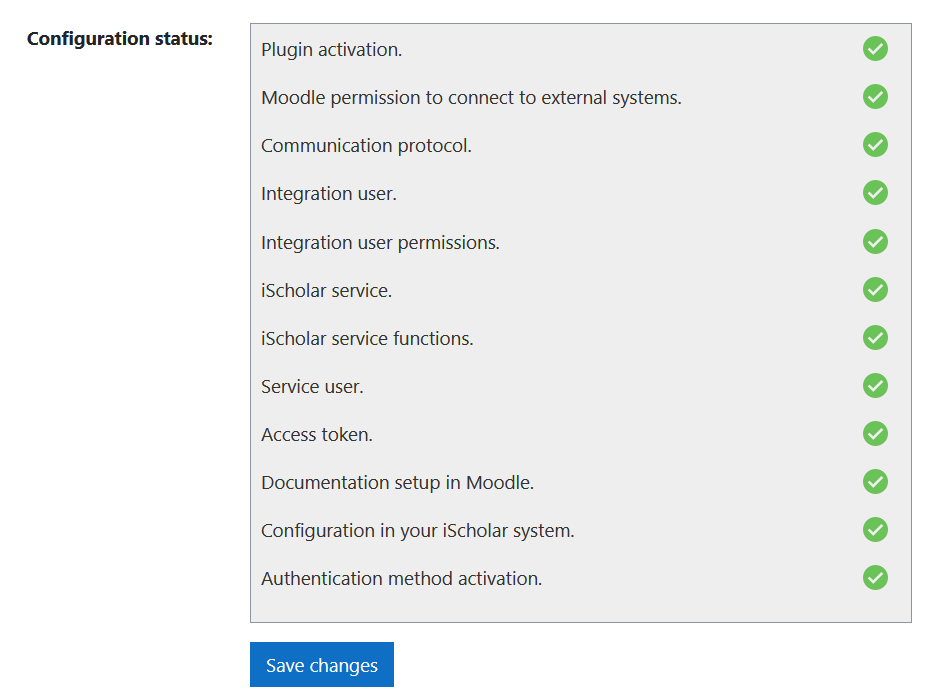 Configuration status:
Plugin activation.
Moodle permission to connect to external systems.
Communication protocol.
Integration user.
Integration user permissions.
iScholar service.
iScholar service functions.
Service user.
Access token.
Documentation setup in Moodle.
Configuration in your iScholar system.
Authentication method activation.
Save changes